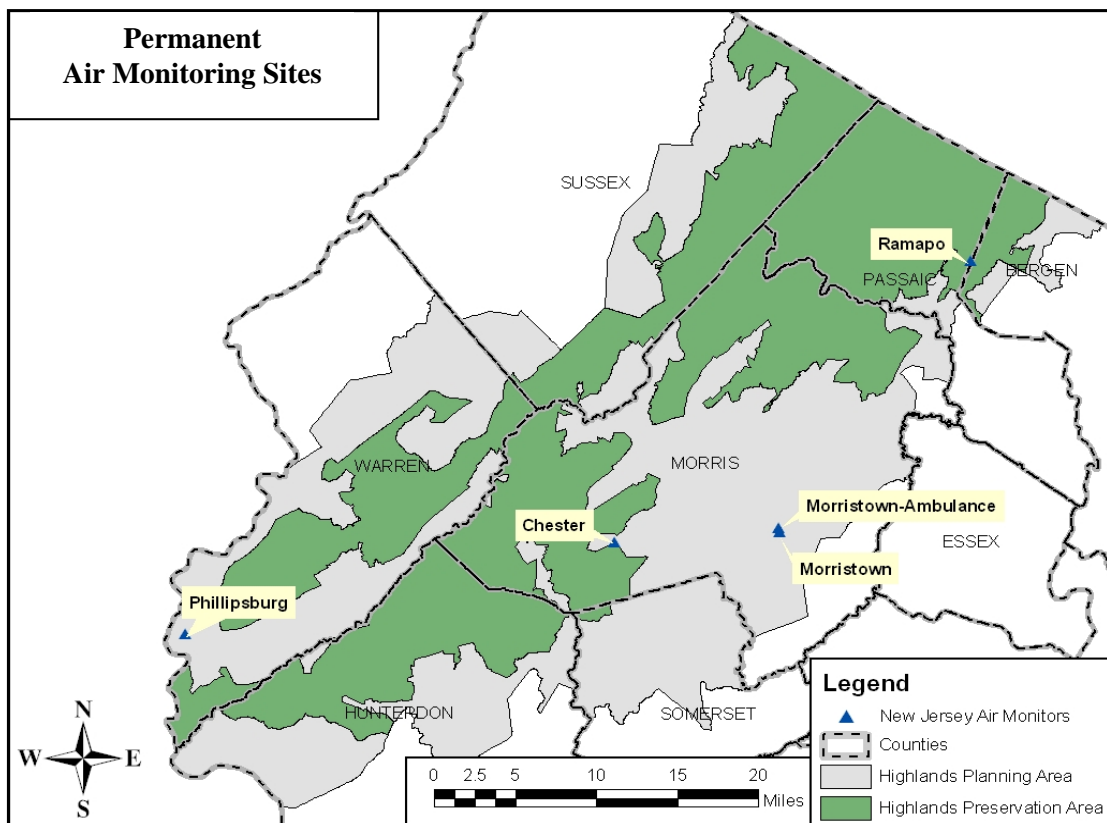 Permanent
Air Monitoring Sites
SUSSEX
Ramapo
PASSAIC
BERGEN
WARREN
MORRIS
Morristown-Ambulance
Chester
ESSEX
Morristown
Phillipsburg
HUNTERDON
SOMERSET
N
W
E
S
0 2.5 5 10 15 20
Miles
Legend
New Jersey Air Monitors
Counties
Highlands Planning Area
Highlands Preservation Area